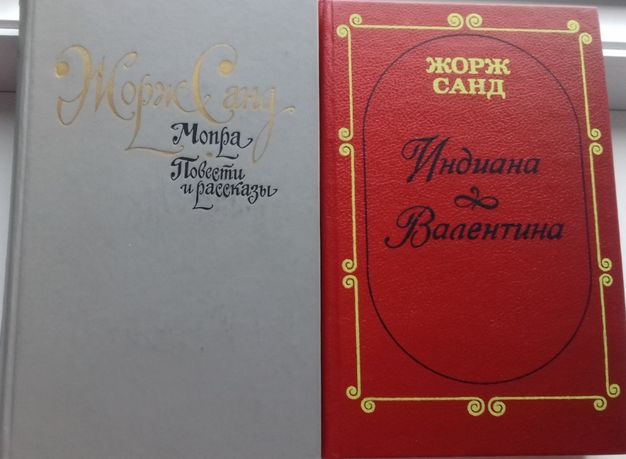 Жорж Санд
Мопра
Повести
и рассказы
ЖОРЖ
САНД
Индиана
Валентина